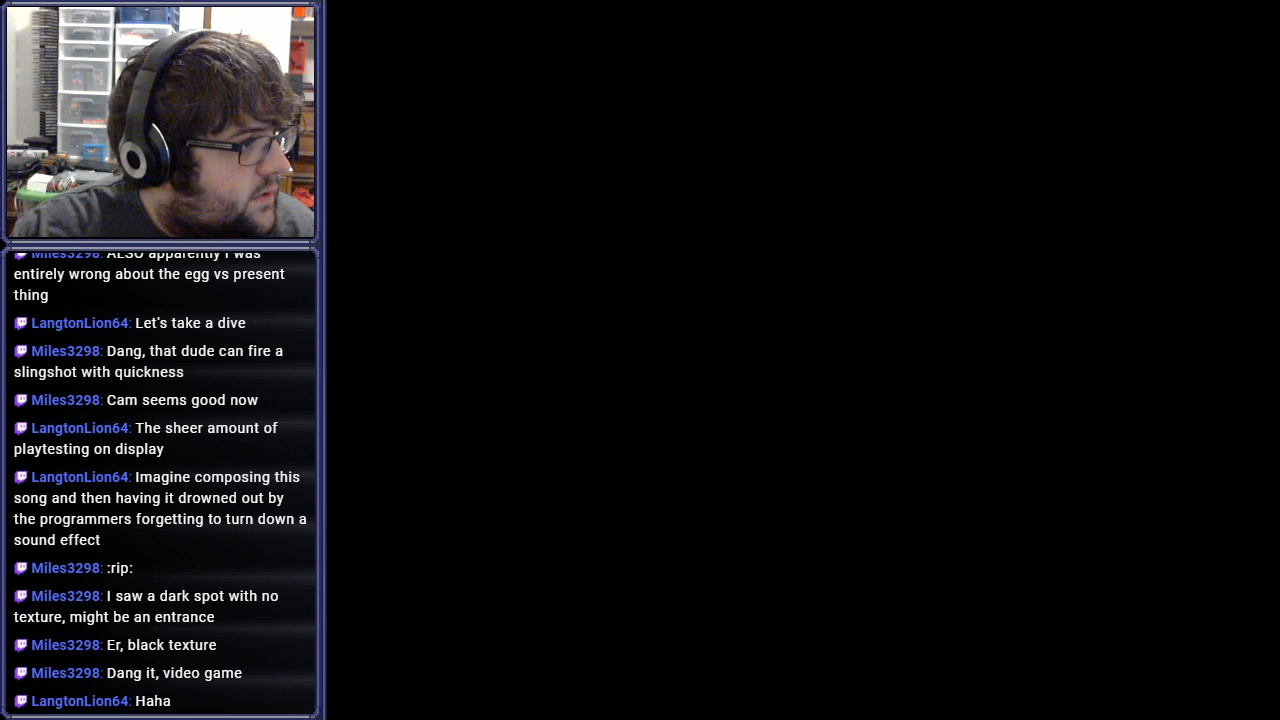 Miles3298: ALSO apparently I was
entirely wrong about the egg vs present
thing
LangtonLion64: Let's take a dive
Miles3298: Dang, that dude can fire a
slingshot with quickness
Miles3298: Cam seems good now
LangtonLion64: The sheer amount of
playtesting on display
LangtonLion64: Imagine composing this
song and then having it drowned out by
the programmers forgetting to turn down a
sound effect
Miles3298: :rip:
Miles3298: I saw a dark spot with no
texture, might be an entrance
Miles3298: Er, black texture
Miles3298: Dang it, video game
LangtonLion64: Haha